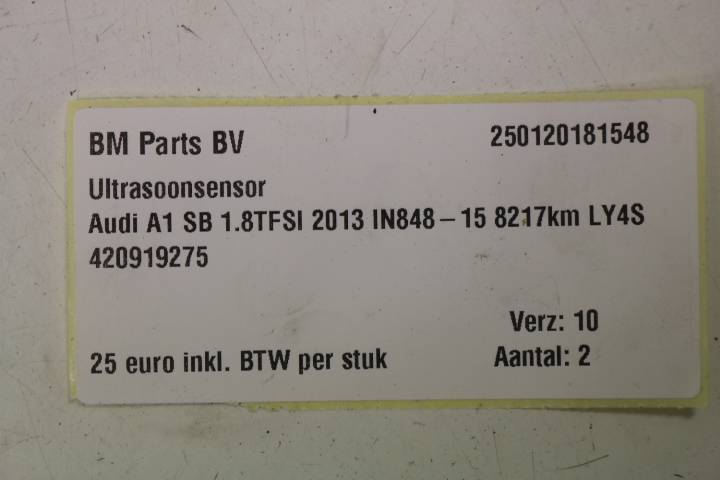 BM Parts BV 250120181548
Ultrasoonsensor
Audi A1 SB 1.8TFSI 2013 IN848-15 8217km LY4S
420919275
Verz: 10
25 euro inkl. BTW per stuk Aantal: 2